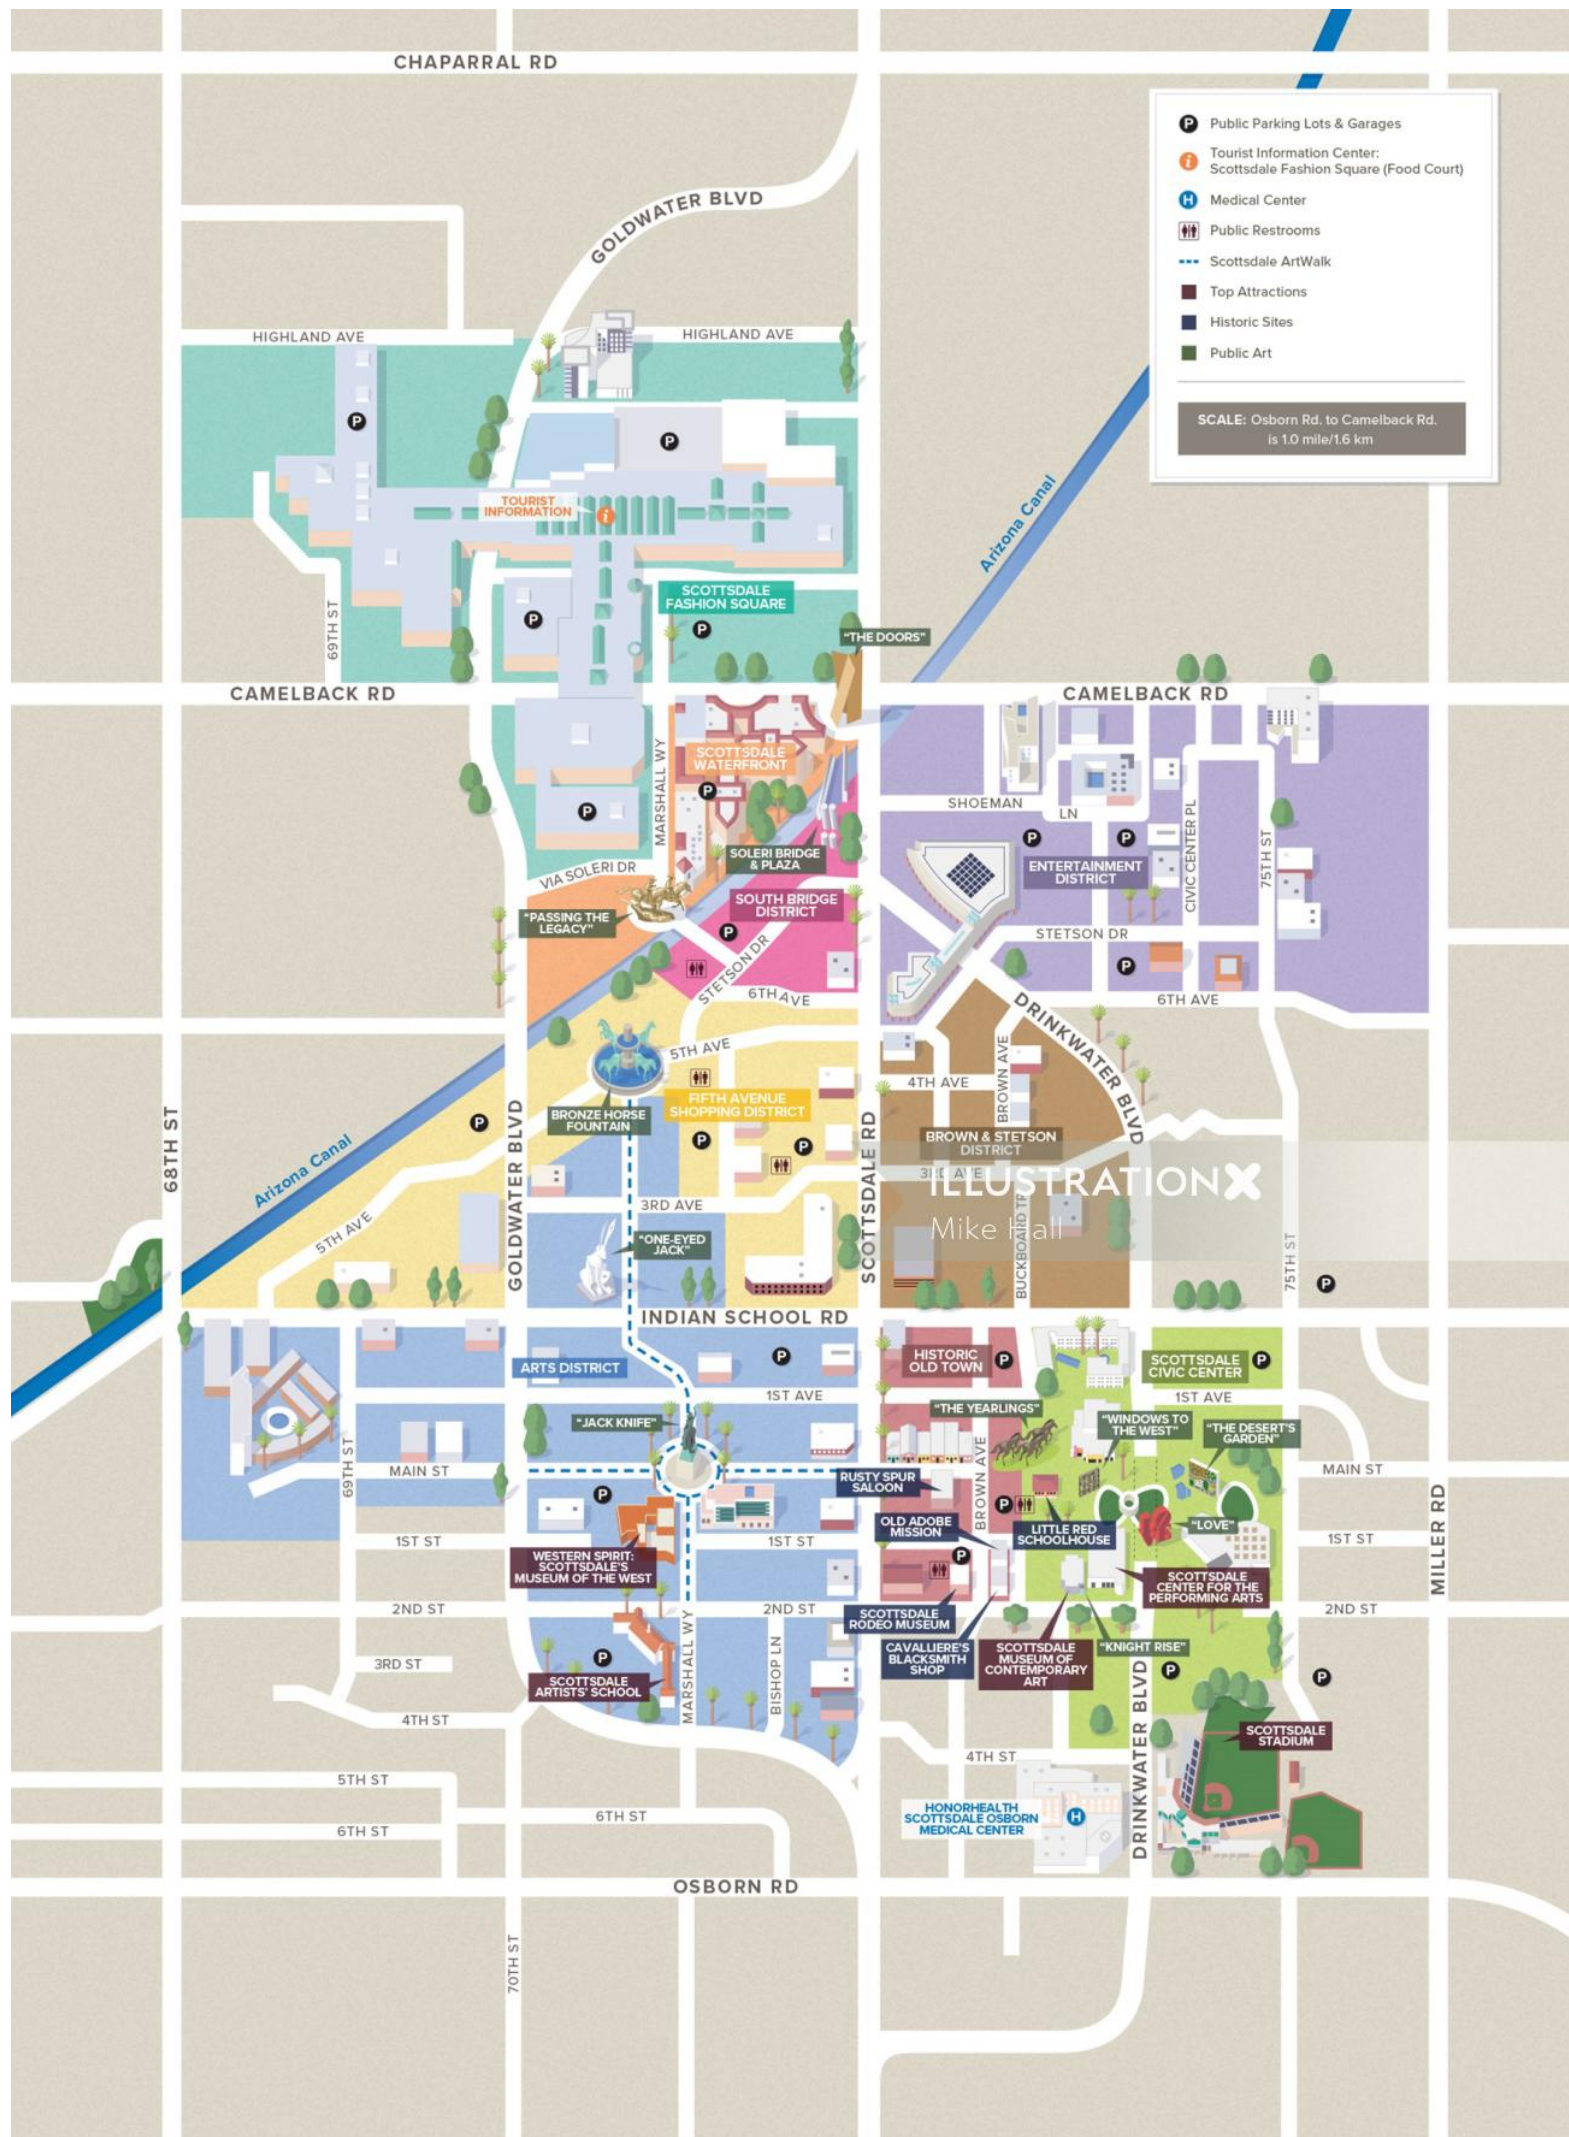 CHAPARRAL RD
P Public Parking Lots & Garages
i Tourist Information Center:
Scottsdale Fashion Square (Food Court)
H Medical Center
Public Restrooms
Scottsdale ArtWalk
Top Attractions
Historic Sites
Public Art
SCALE: Osborn Rd. to Camelback Rd.
is 1.0 mile/1.6 km
GOLDWATER BLVD
HIGHLAND AVE
HIGHLAND AVE
P
P
TOURIST
INFORMATION
i
Arizona Canal
SCOTTSDALE
FASHION SQUARE
P
P
69TH ST
"THE DOORS"
CAMELBACK RD
CAMELBACK RD
SCOTTSDALE
WATERFRONT
MARSHALL WY
P
P
SHOEMAN
LN
CIVIC CENTER PL
75TH ST
P
P
SOLERI BRIDGE
& PLAZA
ENTERTAINMENT
DISTRICT
VIA SOLERI DR
SOUTH BRIDGE
DISTRICT
"PASSING THE
LEGACY"
P
STETSON DR
STETSON DR
P
6TH AVE
6TH AVE
DRINKWATER BLVD
5TH AVE
BROWN AVE
4TH AVE
FIFTH AVENUE
SHOPPING DISTRICT
BRONZE HORSE
FOUNTAIN
P
P
P
68TH ST
GOLDWATER BLVD
SCOTTSDALE RD
BROWN & STETSON
DISTRICT
Arizona Canal
3RD AVE
ILLUSTRATIONX
Mike Hall
3RD AVE
5TH AVE
"ONE-EYED
JACK"
BUCKBOARD TR
75TH ST
P
INDIAN SCHOOL RD
ARTS DISTRICT
P
HISTORIC
OLD TOWN
P
SCOTTSDALE
CIVIC CENTER
P
1ST AVE
1ST AVE
"JACK KNIFE"
"THE YEARLINGS"
"WINDOWS TO
THE WEST"
"THE DESERT'S
GARDEN"
69TH ST
MAIN ST
BROWN AVE
MAIN ST
RUSTY SPUR
SALOON
P
P
MILLER RD
OLD ADOBE
MISSION
LITTLE RED
SCHOOLHOUSE
"LOVE"
1ST ST
1ST ST
1ST ST
WESTERN SPIRIT:
SCOTTSDALE'S
MUSEUM OF THE WEST
P
SCOTTSDALE
CENTER FOR THE
PERFORMING ARTS
2ND ST
2ND ST
2ND ST
SCOTTSDALE
RODEO MUSEUM
CAVALLIERE'S
BLACKSMITH
SHOP
SCOTTSDALE
MUSEUM OF
CONTEMPORARY
ART
"KNIGHT RISE"
3RD ST
P
P
P
SCOTTSDALE
ARTISTS' SCHOOL
MARSHALL WY
BISHOP LN
DRINKWATER BLVD
4TH ST
SCOTTSDALE
STADIUM
4TH ST
5TH ST
HONORHEALTH
SCOTTSDALE OSBORN
MEDICAL CENTER
H
6TH ST
6TH ST
OSBORN RD
70TH ST